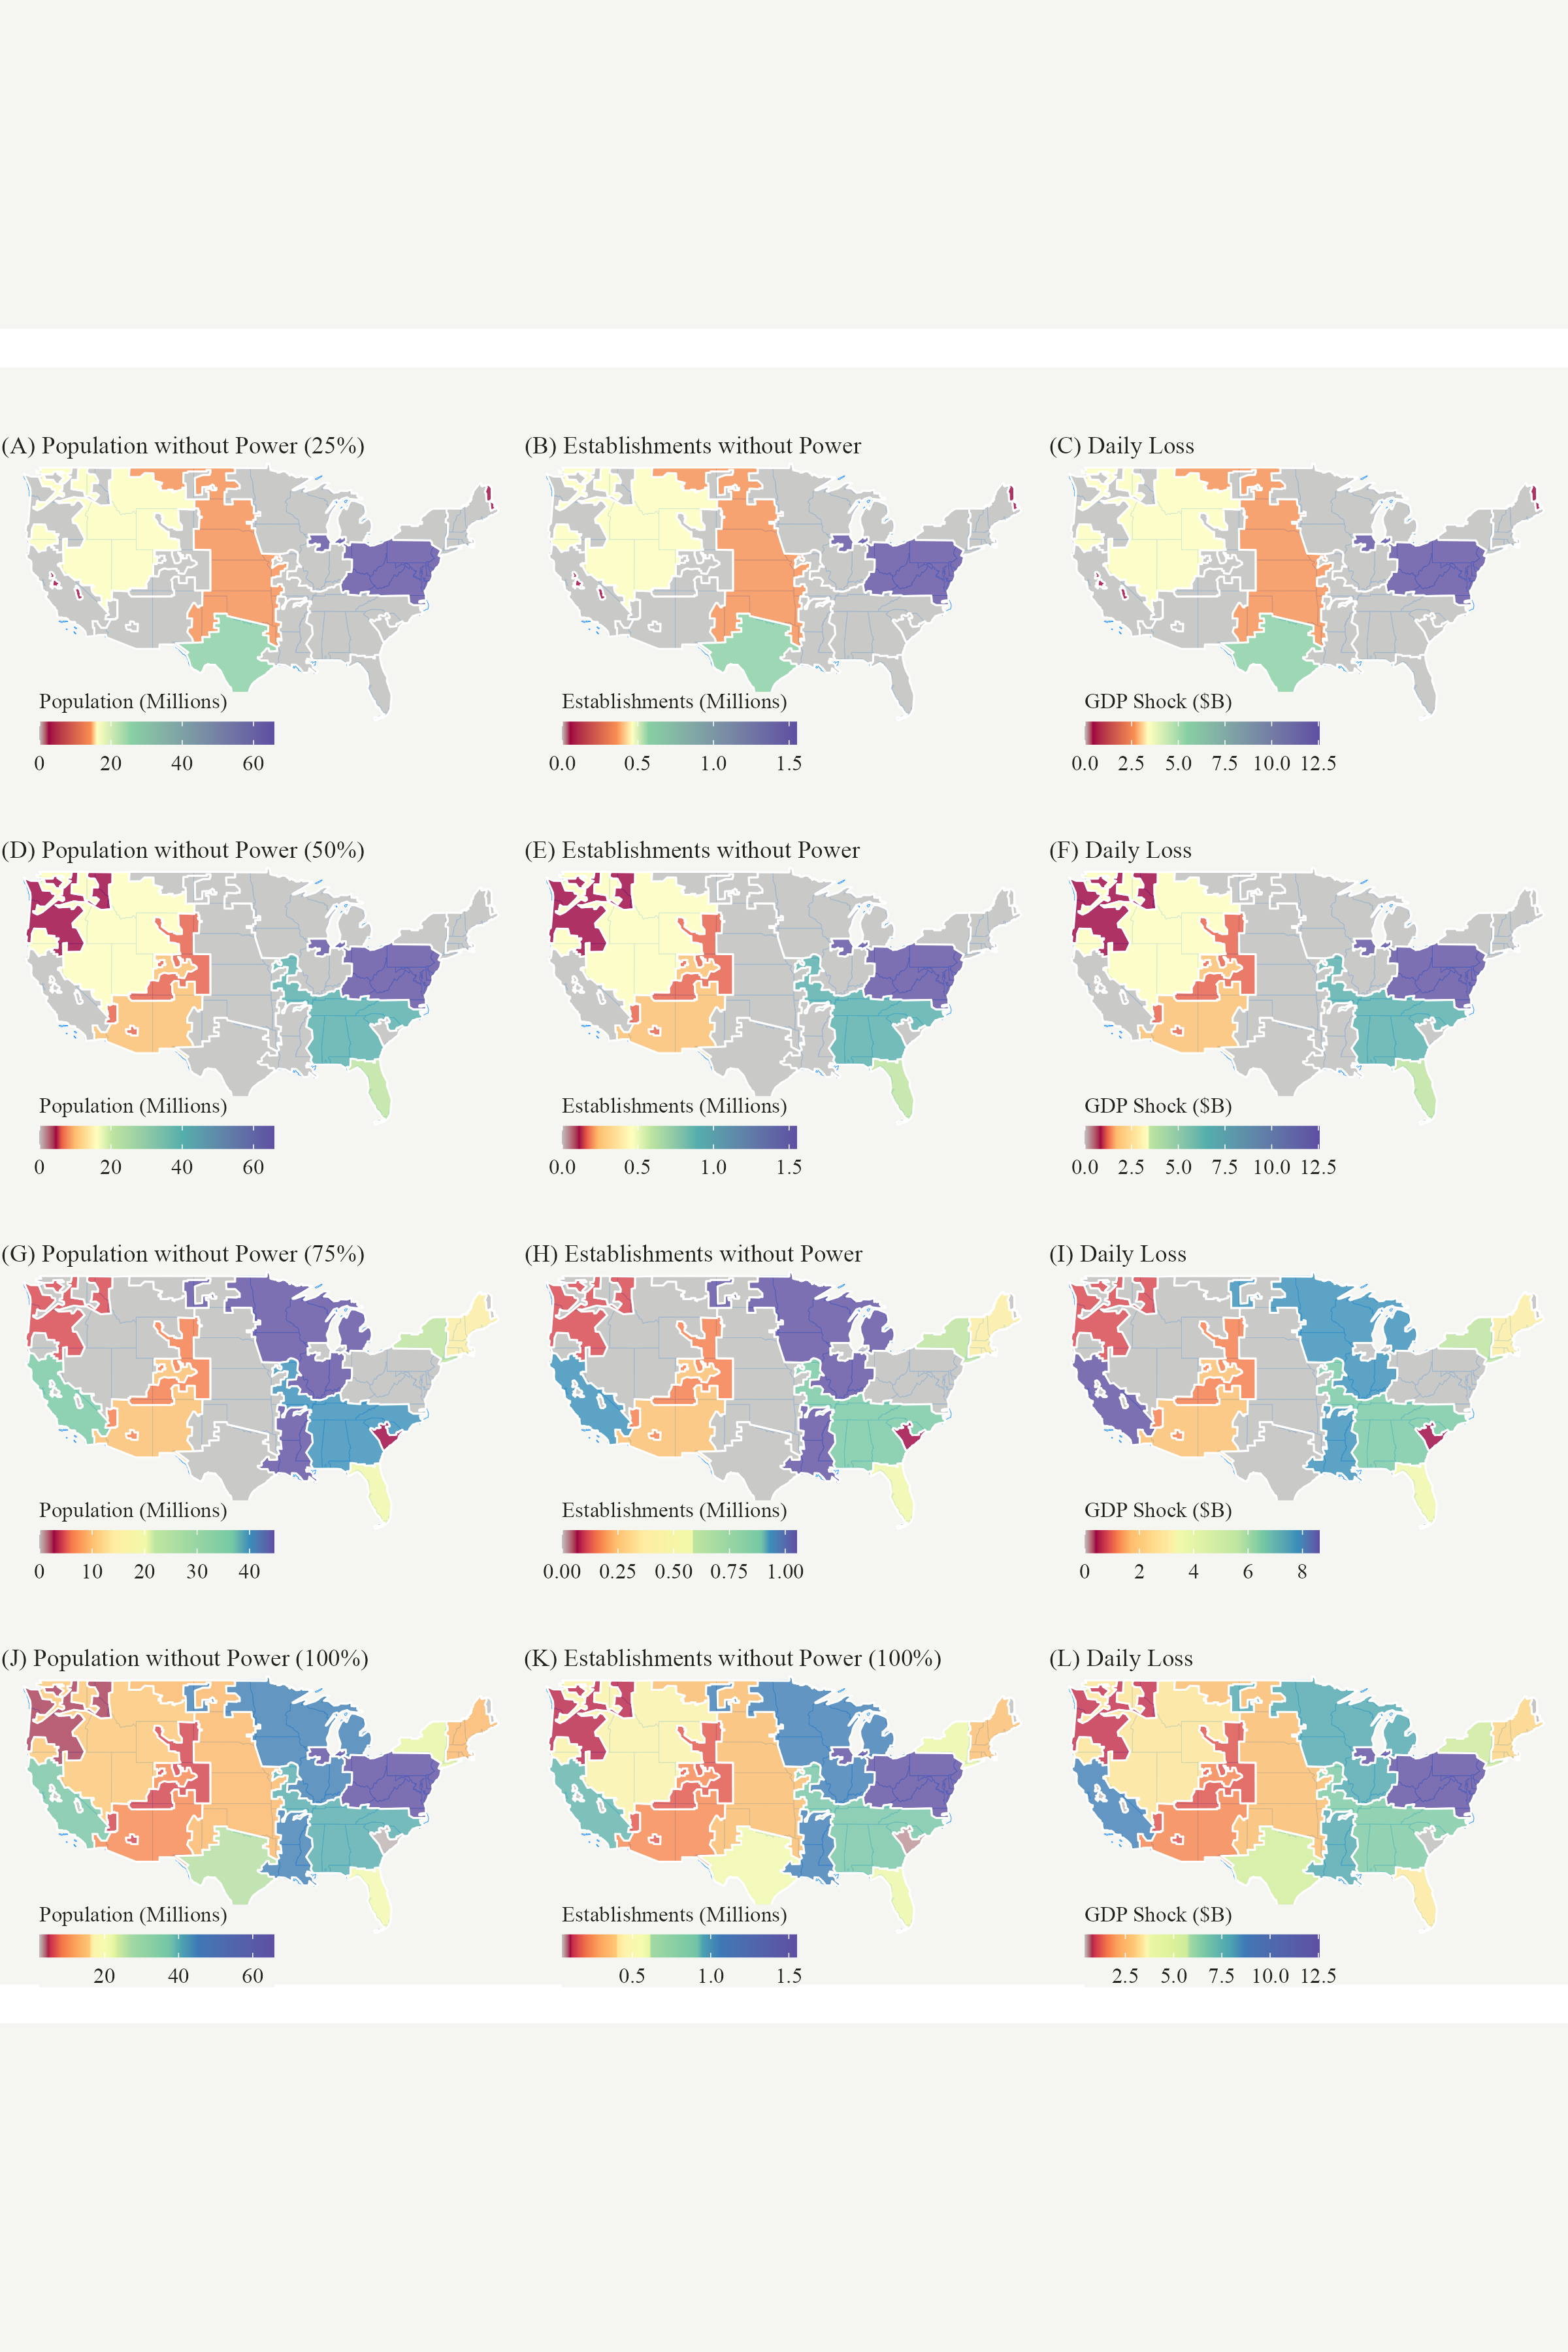 (A) Population without Power (25%)
(B) Establishments without Power
(C) Daily Loss
Population (Millions)
Establishments (Millions)
GDP Shock ($B)
0 20 40 60
0.0 0.5 1.0 1.5
0.0 2.5 5.0 7.5 10.0 12.5
(D) Population without Power (50%)
(E) Establishments without Power
(F) Daily Loss
Population (Millions)
Establishments (Millions)
GDP Shock ($B)
0 20 40 60
0.0 0.5 1.0 1.5
0.0 2.5 5.0 7.5 10.0 12.5
(G) Population without Power (75%)
(H) Establishments without Power
(I) Daily Loss
Population (Millions)
Establishments (Millions)
GDP Shock ($B)
0 10 20 30 40
0.00 0.25 0.50 0.75 1.00
0 2 4 6 8
(J) Population without Power (100%)
(K) Establishments without Power (100%)
(L) Daily Loss
Population (Millions)
Establishments (Millions)
GDP Shock ($B)
20 40 60
0.5 1.0 1.5
2.5 5.0 7.5 10.0 12.5